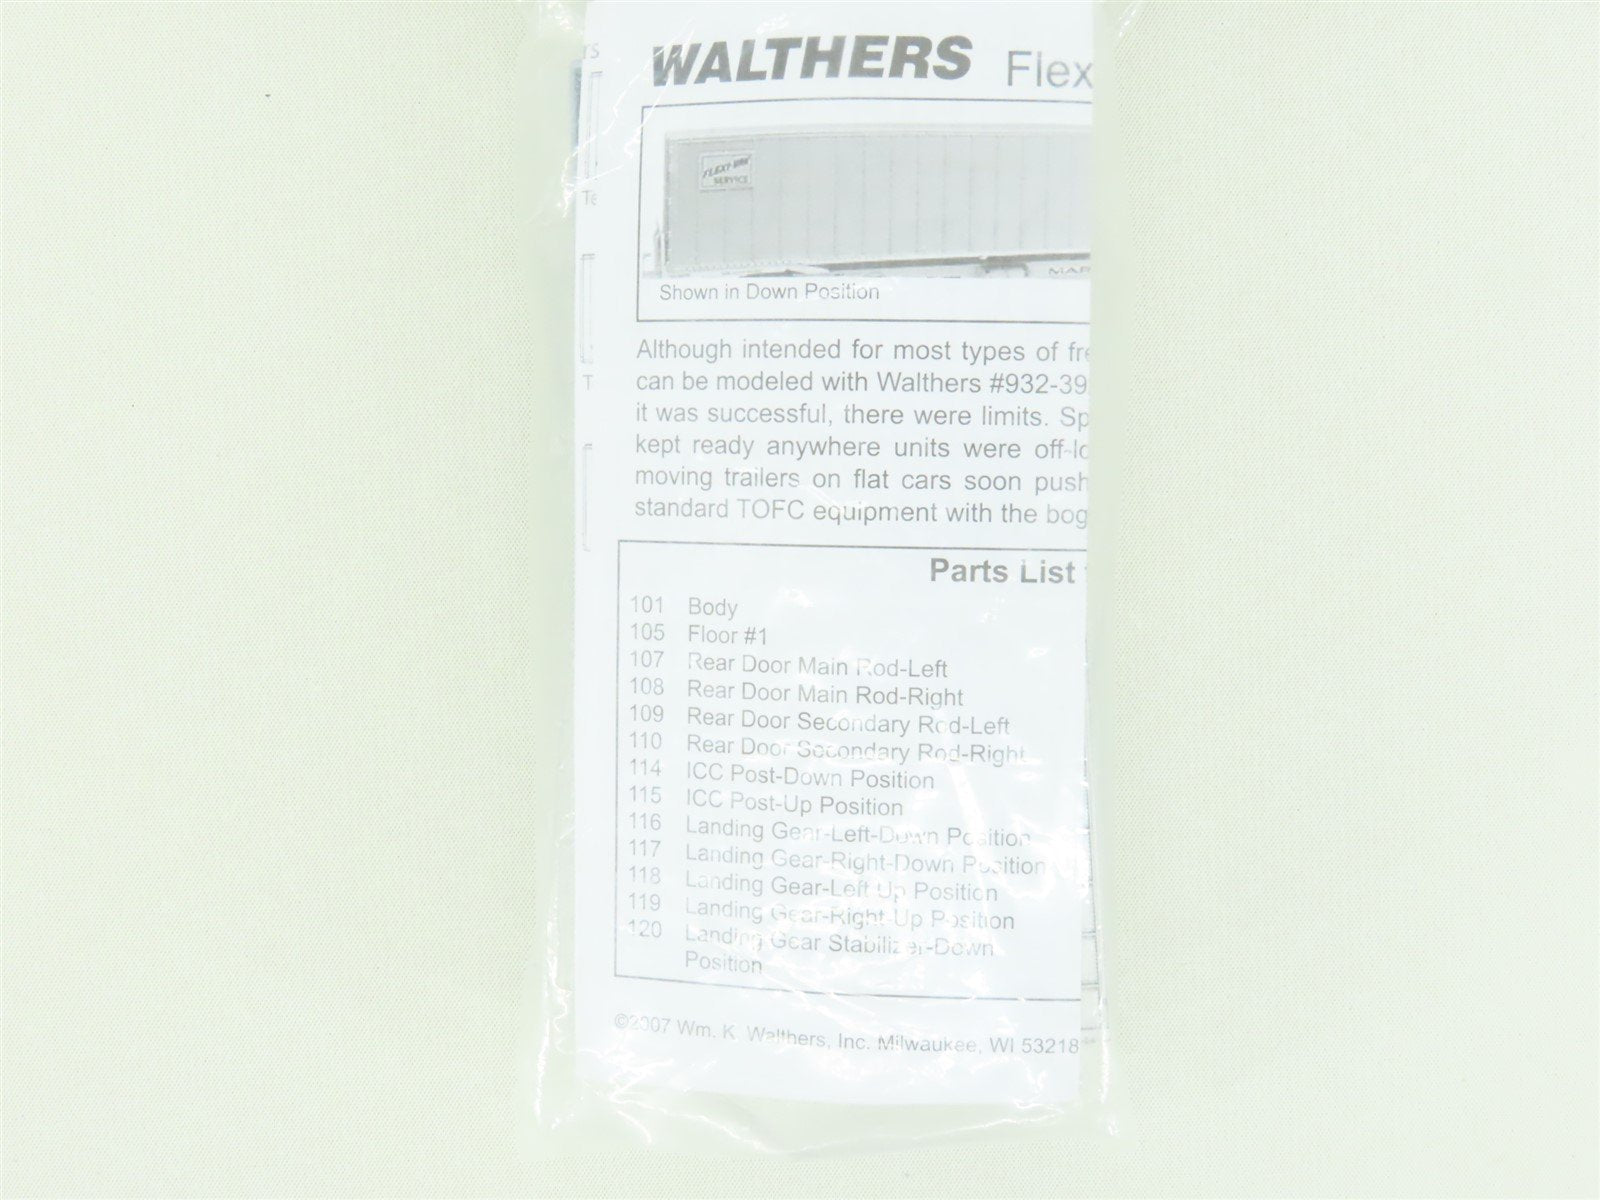 WALTHERS Flex
FLEXI-VAN
SERVICE
MAR
Shown in Down Position
Although intended for most types of fre
can be modeled with Walthers #932-39
it was successful, there were limits. Sp
kept ready anywhere units were off-lo
moving trailers on flat cars soon push
standard TOFC equipment with the bog
Parts List
101 Body
105 Floor #1
107 Rear Door Main Rod-Left
108 Rear Door Main Rod-Right
109 Rear Door Secondary Rod-Left
110 Rear Door Secondary Rod-Right
114 ICC Post-Down Position
115 ICC Post-Up Position
116 Landing Gear-Left-Down Position
117 Landing Gear-Right-Down Position
118 Landing Gear-Left Up Position
119 Landing Gear-Right-Up Position
120 Landing Gear Stabilizer-Down
Position
©2007 Wm. K. Walthers, Inc. Milwaukee, WI 53218
rs
Te
T